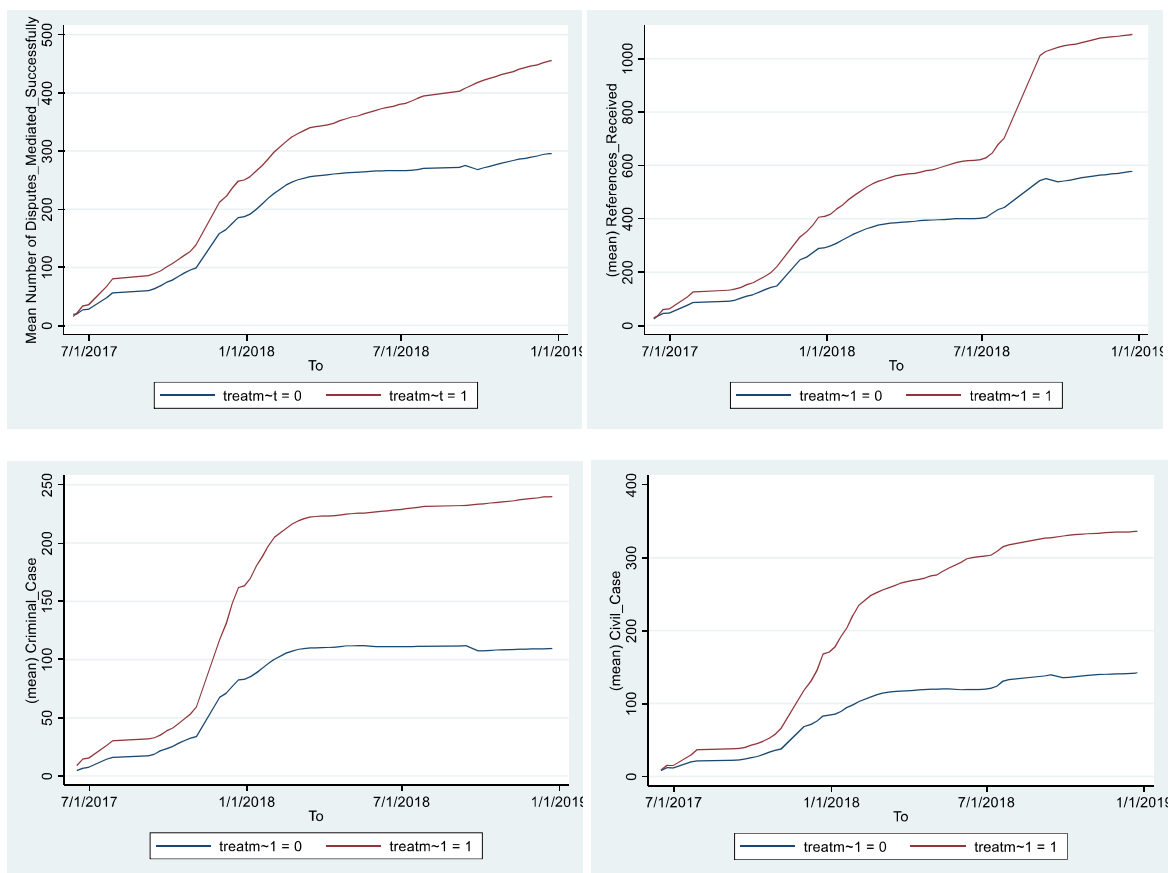 Mean Number of Disputes_Mediated_Successfully
500
400
300
200
100
0
7/1/2017 1/1/2018 7/1/2018 1/1/2019
To
treatm~t = 0 treatm~t = 1
(mean) References_Received
1000
800
600
400
200
0
7/1/2017 1/1/2018 7/1/2018 1/1/2019
To
treatm~1 = 0 treatm~1 = 1
(mean) Criminal_Case
250
200
150
100
50
0
7/1/2017 1/1/2018 7/1/2018 1/1/2019
To
treatm~1 = 0 treatm~1 = 1
(mean) Civil_Case
400
300
200
100
0
7/1/2017 1/1/2018 7/1/2018 1/1/2019
To
treatm~1 = 0 treatm~1 = 1